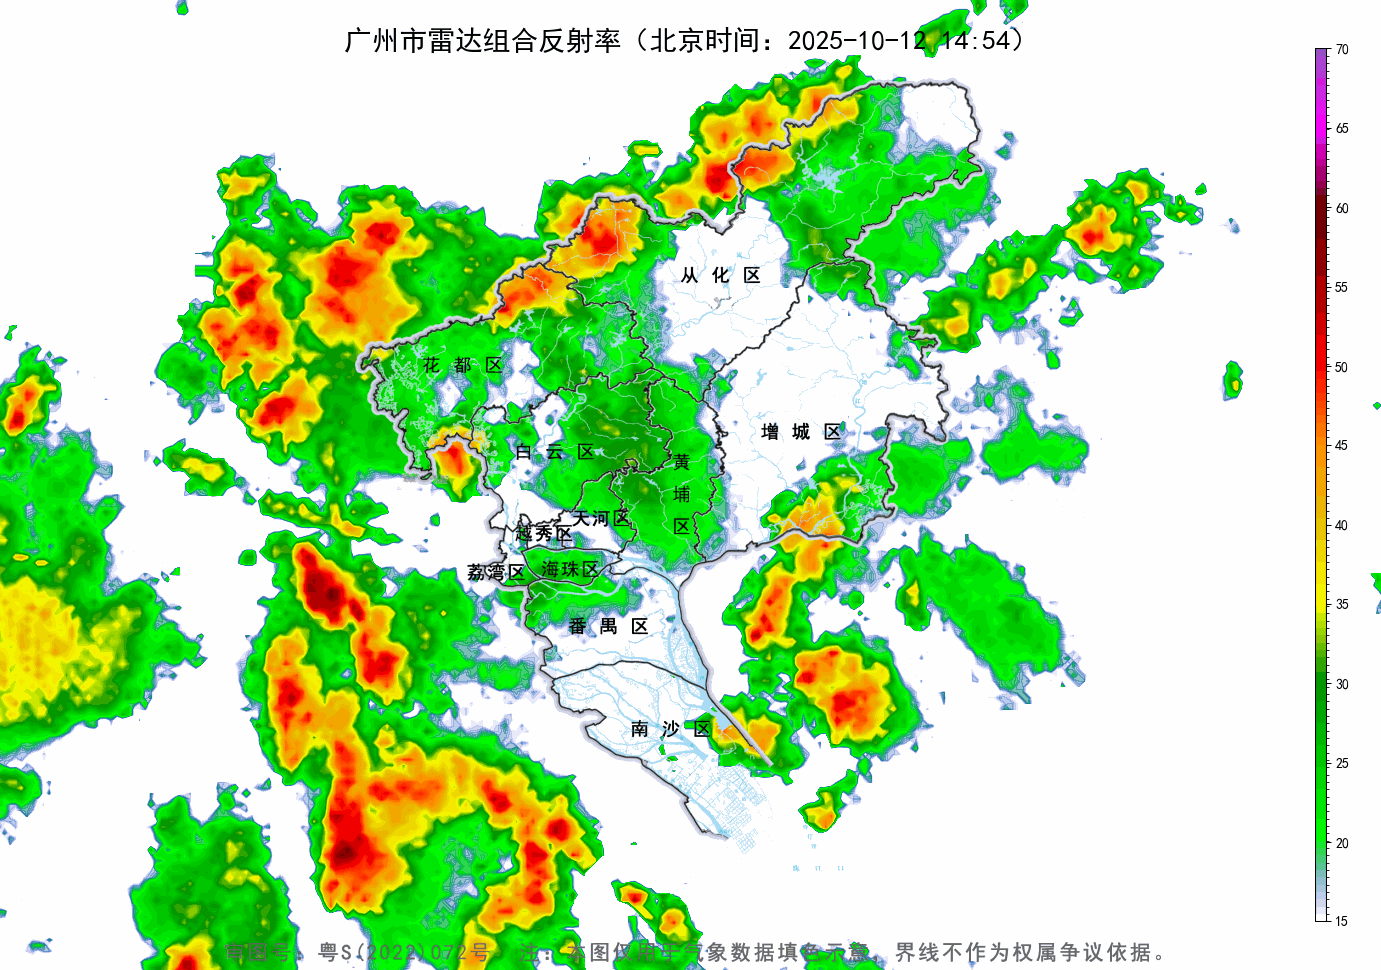 广州市雷达组合反射率（北京时间：2025-10-12 14:54）
70
65
60
55
50
45
40
35
30
25
20
15
从化区
花都区
增城区
白云区
黄埔区
天河区
越秀区
荔湾区
海珠区
番禺区
南沙区
审图号：粤S(2022)072号 注：本图仅用于气象数据填色示意，界线不作为权属争议依据。